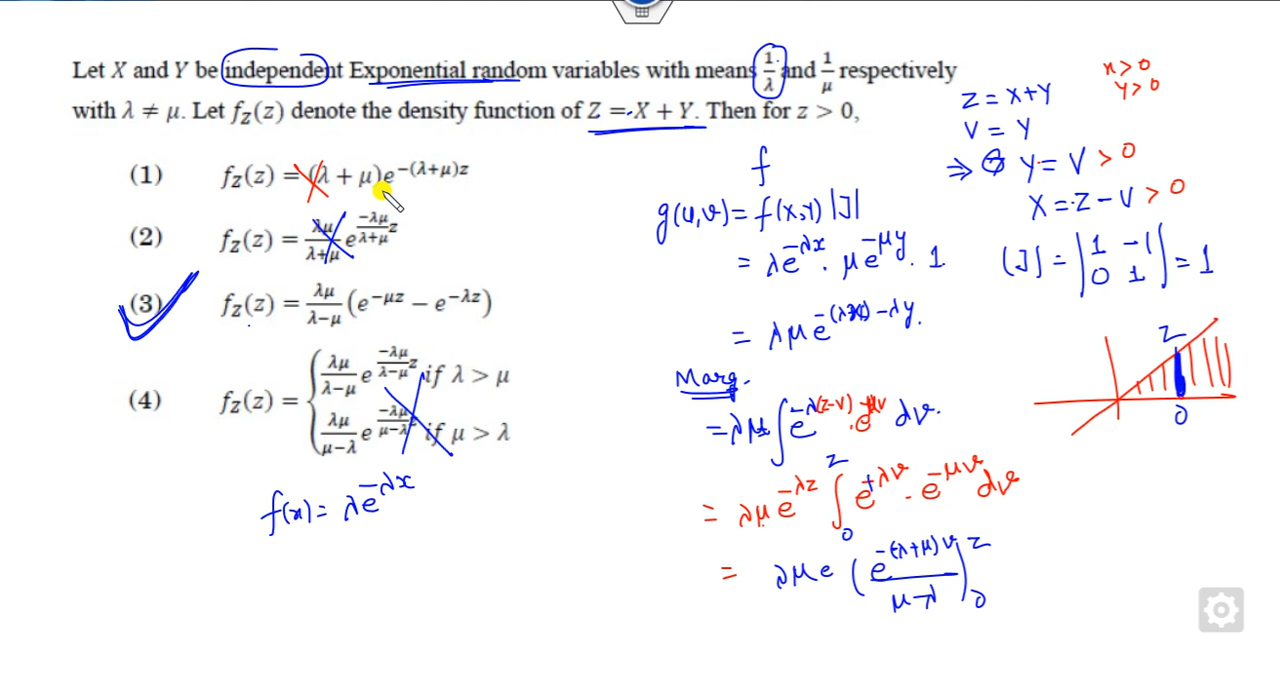 Let X and Y be independent Exponential random variables with means 1/λ and 1/μ respectively
with λ ≠ μ. Let f_Z(z) denote the density function of Z = X + Y. Then for z > 0,
(1) f_Z(z) = (λ + μ)e^{-(λ+μ)z}
(2) f_Z(z) = λμ/(λ+μ) e^{(-λμ/(λ+μ))z}
(3) f_Z(z) = λμ/(λ-μ) (e^{-μz} - e^{-λz})
(4) f_Z(z) = { λμ/(λ-μ) e^{(-λμ/(λ-μ))z} if λ > μ
λμ/(μ-λ) e^{(-λμ/(μ-λ))z} if μ > λ
f(x) = λe^{-λx}
x > 0
y > 0
Z = X+Y
V = Y
⇒ Y = V > 0
X = Z - V > 0
|J| = |1 -1|
|0 1| = 1
f
g(u,v) = f(x,y) |J|
= λe^{-λx} · μe^{-μy} · 1
= λμ e
Marg.
= λμ ∫ e^{-λ(z-v)} · e^{-μv} dv.
= λμ e^{-λz} ∫_0^z e^{+λv} · e^{-μv} dv
= λμ e (e^{-(λ+μ)v} / μ-λ)_0^z
Z
0